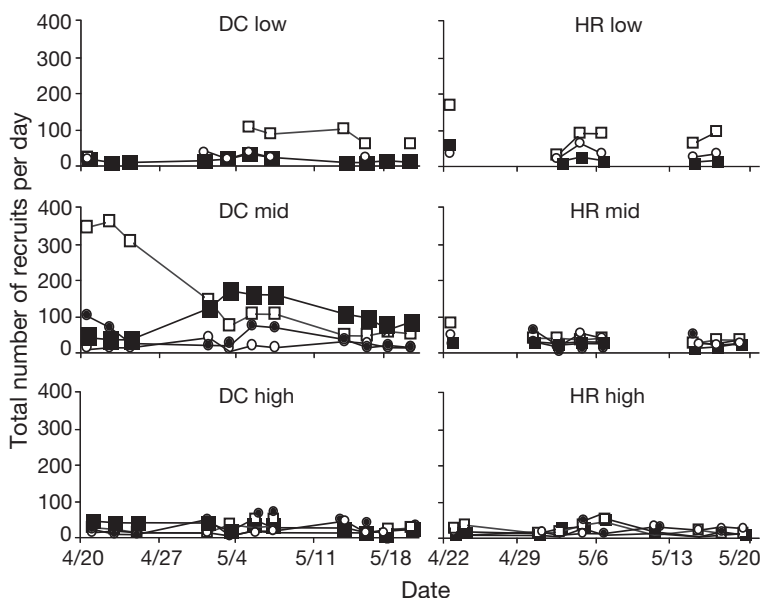 Total number of recruits per day
DC low
HR low
400
300
200
100
0
DC mid
HR mid
400
300
200
100
0
DC high
HR high
400
300
200
100
0
4/20 4/27 5/4 5/11 5/18
4/22 4/29 5/6 5/13 5/20
Date